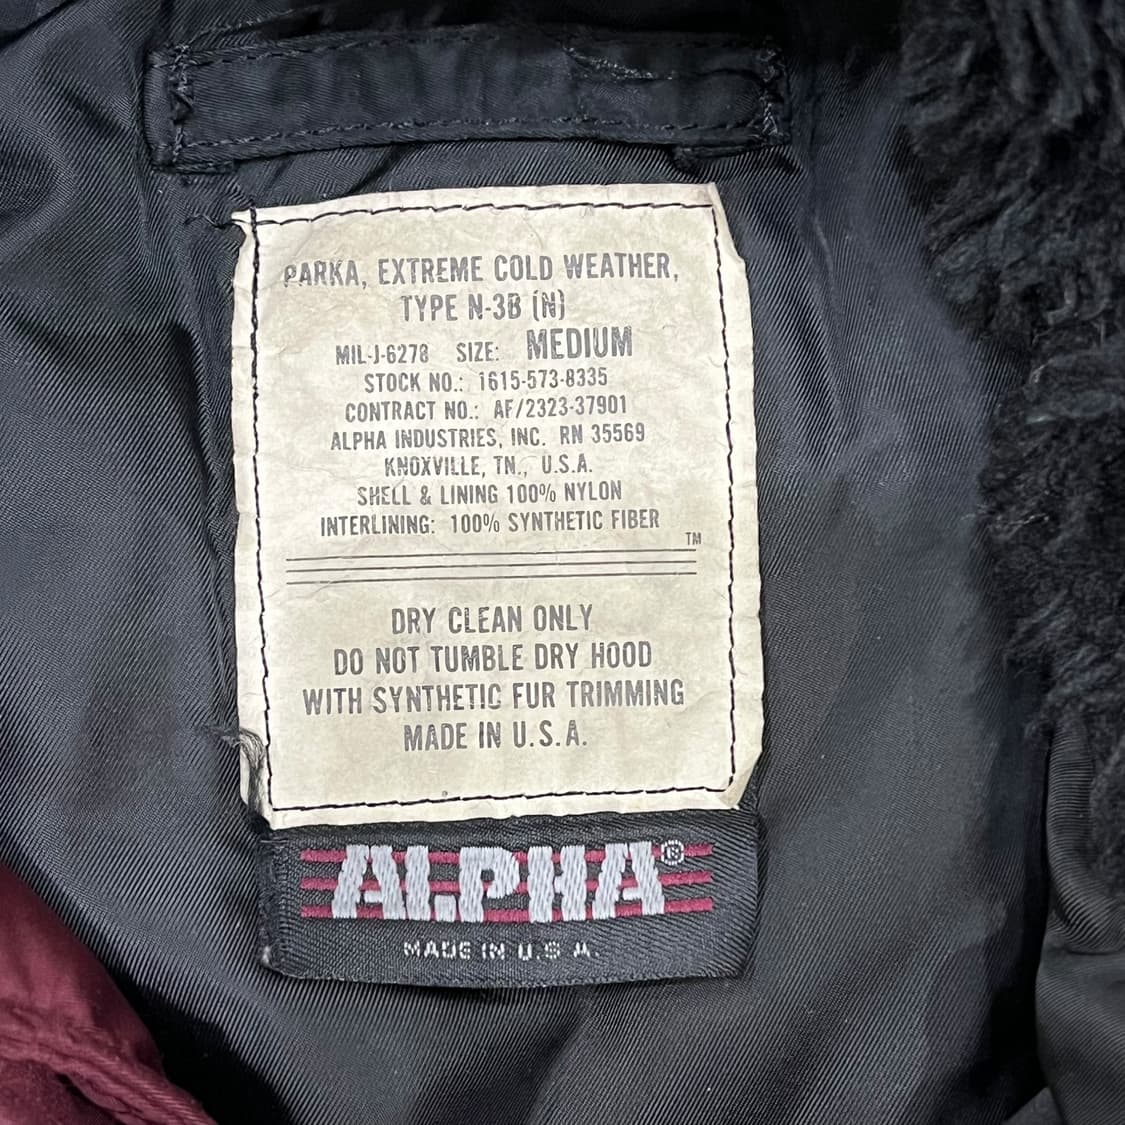 PARKA, EXTREME COLD WEATHER,
TYPE N-3B (N)
MIL-J-6278 SIZE: MEDIUM
STOCK NO.: 1615-573-8335
CONTRACT NO.: AF/2323-37901
ALPHA INDUSTRIES, INC. RN 35569
KNOXVILLE, TN., U.S.A.
SHELL & LINING 100% NYLON
INTERLINING: 100% SYNTHETIC FIBER
TM
DRY CLEAN ONLY
DO NOT TUMBLE DRY HOOD
WITH SYNTHETIC FUR TRIMMING
MADE IN U.S.A.
ALPHA®
MADE IN U.S.A.